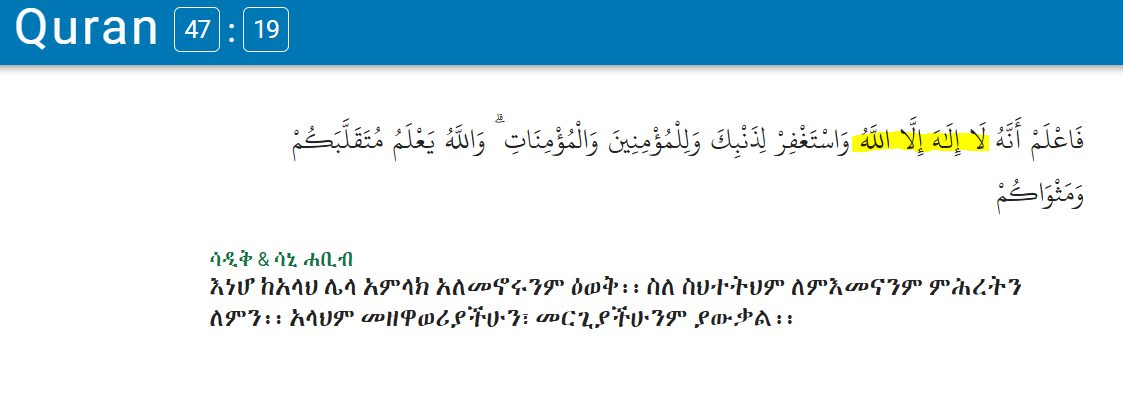 Quran 47 : 19
فَاعْلَمْ أَنَّهُ لَا إِلَٰهَ إِلَّا اللَّهُ وَاسْتَغْفِرْ لِذَنْبِكَ وَلِلْمُؤْمِنِينَ وَالْمُؤْمِنَاتِ ۗ وَاللَّهُ يَعْلَمُ مُتَقَلَّبَكُمْ
وَمَثْوَاكُمْ
ሳዲቅ & ሳኒ ሐቢብ
እነሆ ከአላህ ሌላ አምላክ አለመኖሩንም ዕወቅ፡፡ ስለ ስህተትህም ለምእመናንም ምሕረትን
ለምን፡፡ አላህም መዘዋወሪያችሁን፣ መርጊያችሁንም ያውቃል፡፡